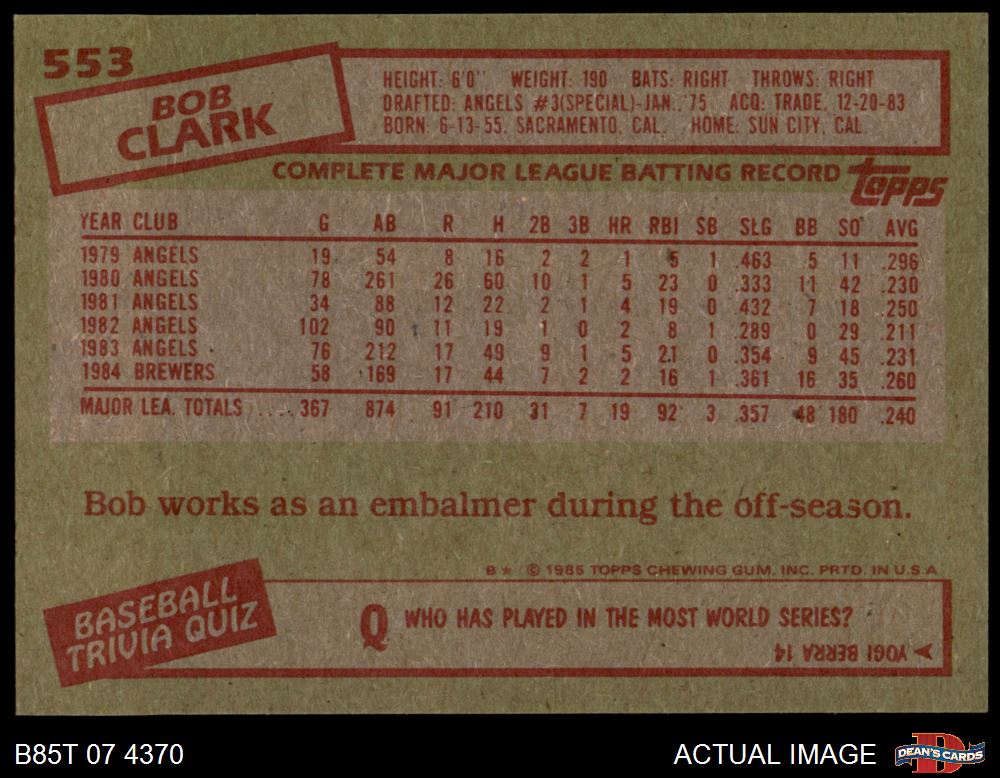 553
BOB
CLARK
HEIGHT: 6'0" WEIGHT: 190 BATS: RIGHT THROWS: RIGHT
DRAFTED: ANGELS #3(SPECIAL)-JAN., '75 ACQ: TRADE, 12-20-83
BORN: 6-13-55, SACRAMENTO, CAL. HOME: SUN CITY, CAL.
COMPLETE MAJOR LEAGUE BATTING RECORD topps
YEAR CLUB G AB R H 2B 3B HR RBI SB SLG BB SO AVG
1979 ANGELS 19 54 8 16 2 2 1 5 1 .463 5 11 .296
1980 ANGELS 78 261 26 60 10 1 5 23 0 .333 11 42 .230
1981 ANGELS 34 88 12 22 2 1 4 19 0 .432 7 18 .250
1982 ANGELS 102 90 11 19 1 0 2 8 1 .289 0 29 .211
1983 ANGELS 76 212 17 49 9 1 5 21 0 .354 9 45 .231
1984 BREWERS 58 169 17 44 7 2 2 16 1 .361 16 35 .260
MAJOR LEA. TOTALS .... 367 874 91 210 31 7 19 92 3 .357 48 180 .240
Bob works as an embalmer during the off-season.
B★ © 1985 TOPPS CHEWING GUM, INC. PRTD. IN U.S.A.
BASEBALL
TRIVIA QUIZ
Q WHO HAS PLAYED IN THE MOST WORLD SERIES?
YOGI BERRA 14
B85T 07 4370
ACTUAL IMAGE
D
DEAN'S CARDS